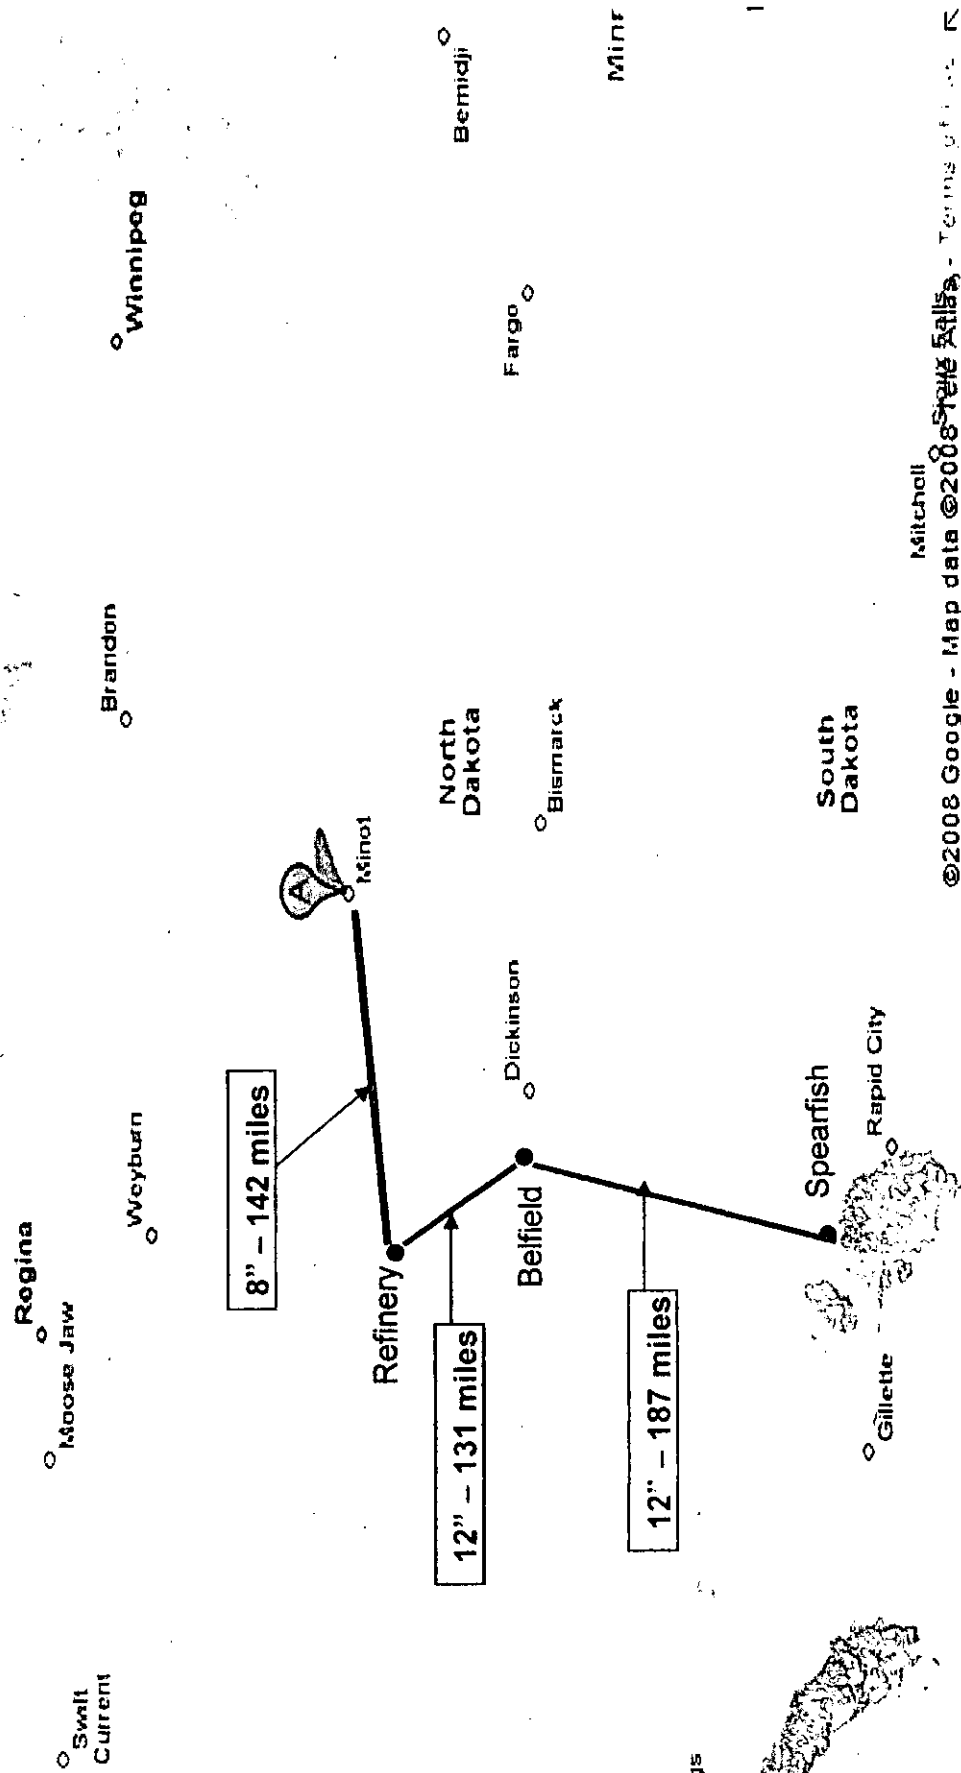 Swift
Current
Moose Jaw
Rogina
Weyburn
Brandon
Winnipeg
8” – 142 miles
A
Minot
Refinery
North
Dakota
Bemidji
12” – 131 miles
Belfield
Dickinson
Bismarck
Fargo
12” – 187 miles
Spearfish
South
Dakota
Gillette
Rapid City
Mitchell
Sioux Falls
©2008 Google - Map data ©2008 Tele Atlas - Terms of